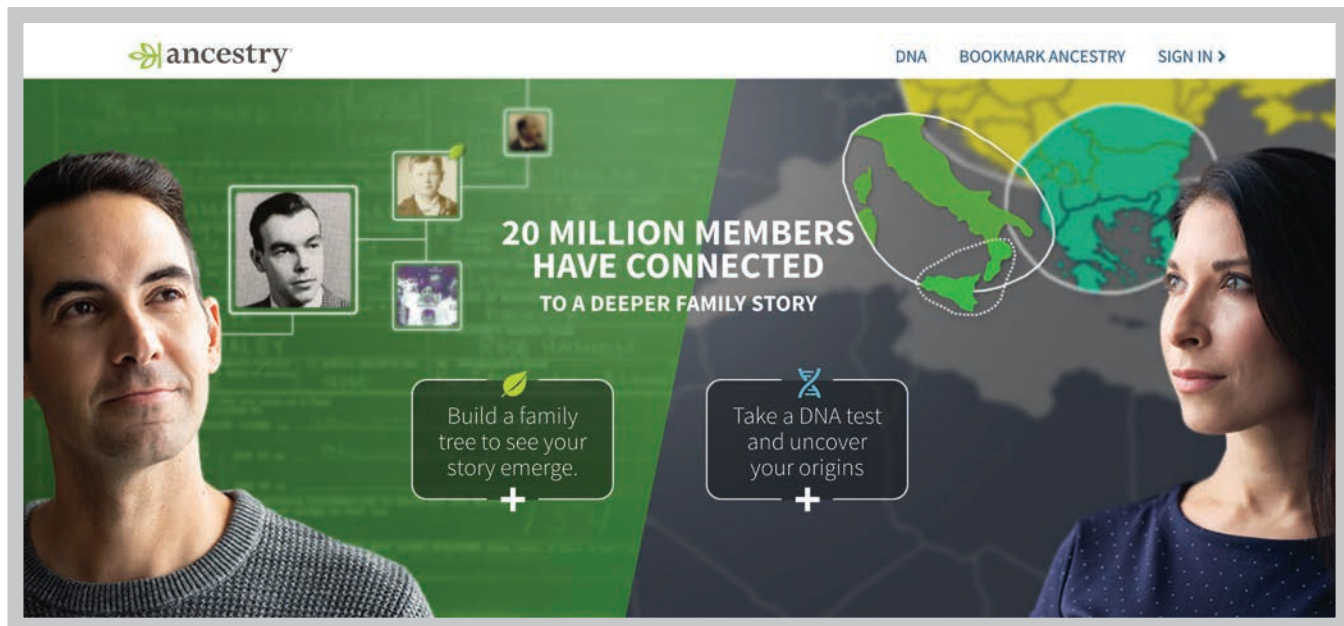 ancestry
DNA
BOOKMARK ANCESTRY
SIGN IN >
20 MILLION MEMBERS
HAVE CONNECTED
TO A DEEPER FAMILY STORY
Build a family
tree to see your
story emerge.
+
Take a DNA test
and uncover
your origins
+